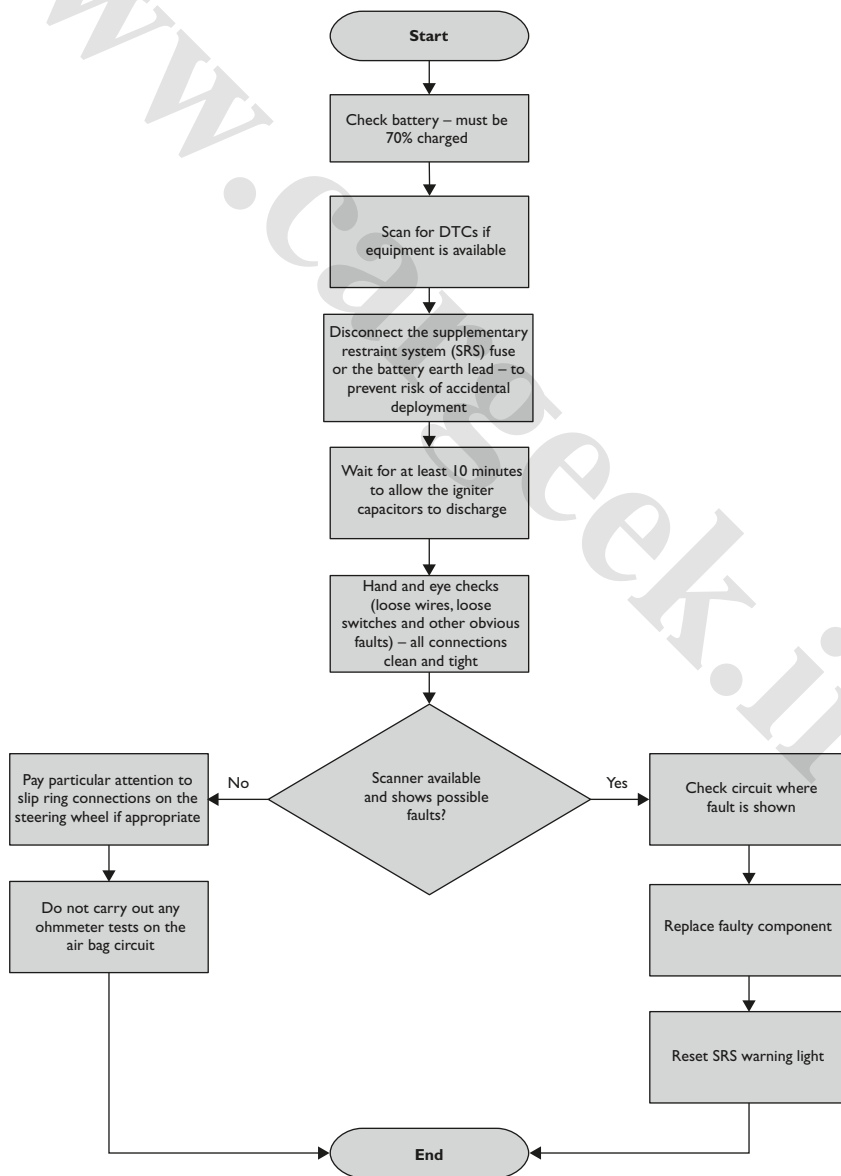 Start
Check battery – must be
70% charged
Scan for DTCs if
equipment is available
Disconnect the supplementary
restraint system (SRS) fuse
or the battery earth lead – to
prevent risk of accidental
deployment
Wait for at least 10 minutes
to allow the igniter
capacitors to discharge
Hand and eye checks
(loose wires, loose
switches and other obvious
faults) – all connections
clean and tight
Scanner available
and shows possible
faults?
No
Pay particular attention to
slip ring connections on the
steering wheel if appropriate
Do not carry out any
ohmmeter tests on the
air bag circuit
Yes
Check circuit where
fault is shown
Replace faulty component
Reset SRS warning light
End